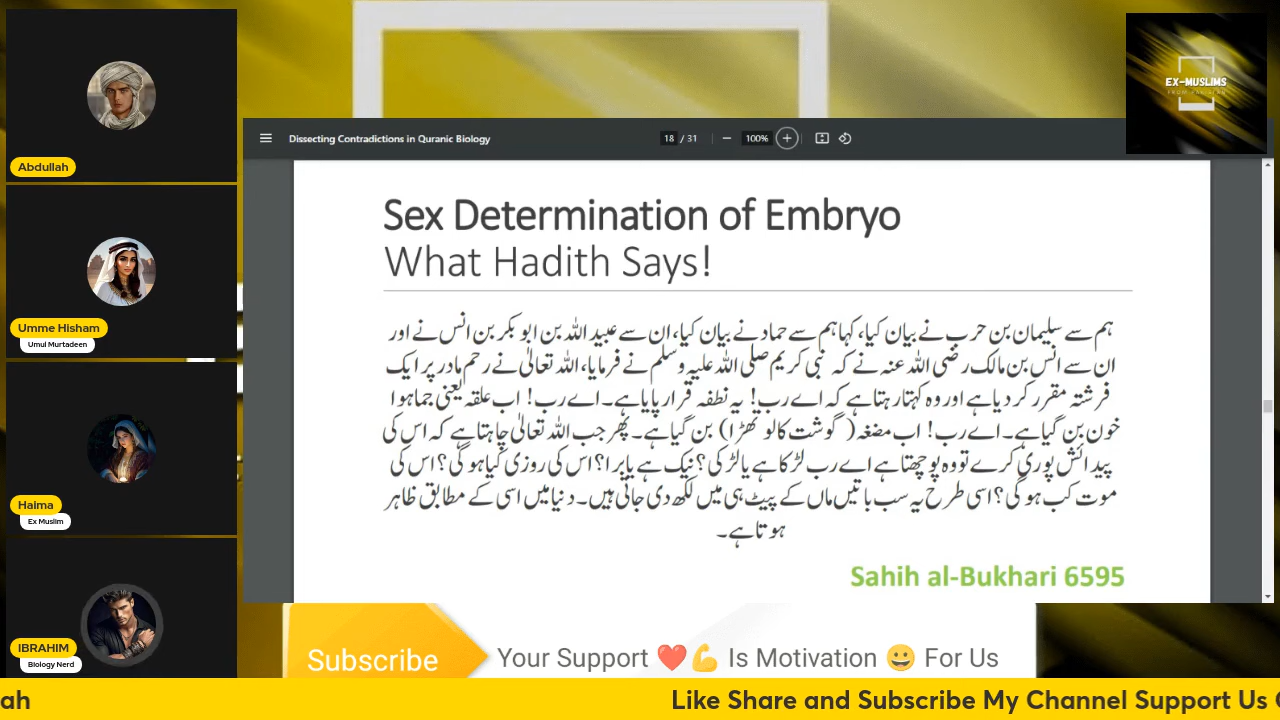 EX-MUSLIMS
FROM PAKISTAN
Dissecting Contradictions in Quranic Biology
18 / 31
100%
Abdullah
Sex Determination of Embryo
What Hadith Says!
ہم سے سلیمان بن حرب نے بیان کیا، کہا ہم سے حماد نے بیان کیا، ان سے عبید اللہ بن ابو بکر بن انس نے اور
ان سے انس بن مالک رضی اللہ عنہ نے کہ نبی کریم صلی اللہ علیہ وسلم نے فرمایا، اللہ تعالیٰ نے رحم مادر پر ایک
فرشتہ مقرر کر دیا ہے اور وہ کہتا رہتا ہے کہ اے رب! یہ نطفہ قرار پایا ہے۔ اے رب! اب علقہ یعنی جما ہوا
خون بن گیا ہے۔ اے رب! اب مضغہ (گوشت کا لو تھڑا) بن گیا ہے۔ پھر جب اللہ تعالیٰ چاہتا ہے کہ اس کی
پیدائش پوری کرے تو وہ پوچھتا ہے اے رب لڑکا ہے یا لڑکی؟ نیک ہے یا برا؟ اس کی روزی کیا ہو گی؟ اس کی
موت کب ہو گی؟ اسی طرح یہ سب باتیں ماں کے پیٹ ہی میں لکھ دی جاتی ہیں۔ دنیا میں اسی کے مطابق ظاہر
ہوتا ہے۔
Sahih al-Bukhari 6595
Umme Hisham
Umul Murtadeen
Haima
Ex Muslim
IBRAHIM
Biology Nerd
Subscribe
Your Support ❤️💪 Is Motivation 😀 For Us
ah
Like Share and Subscribe My Channel Support Us